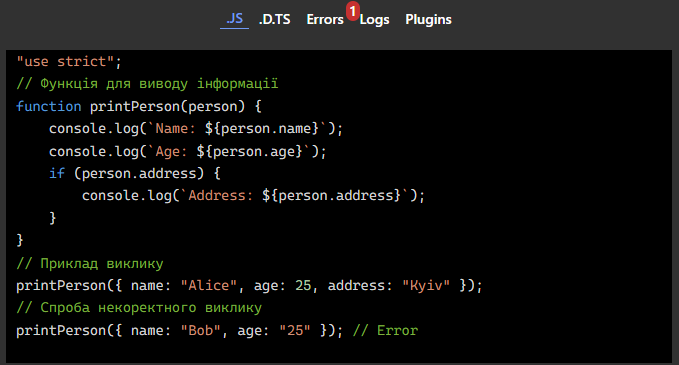 .JS .D.TS Errors 1 Logs Plugins
"use strict";
// Функція для виводу інформації
function printPerson(person) {
    console.log(`Name: ${person.name}`);
    console.log(`Age: ${person.age}`);
    if (person.address) {
        console.log(`Address: ${person.address}`);
    }
}
// Приклад виклику
printPerson({ name: "Alice", age: 25, address: "Kyiv" });
// Спроба некоректного виклику
printPerson({ name: "Bob", age: "25" }); // Error